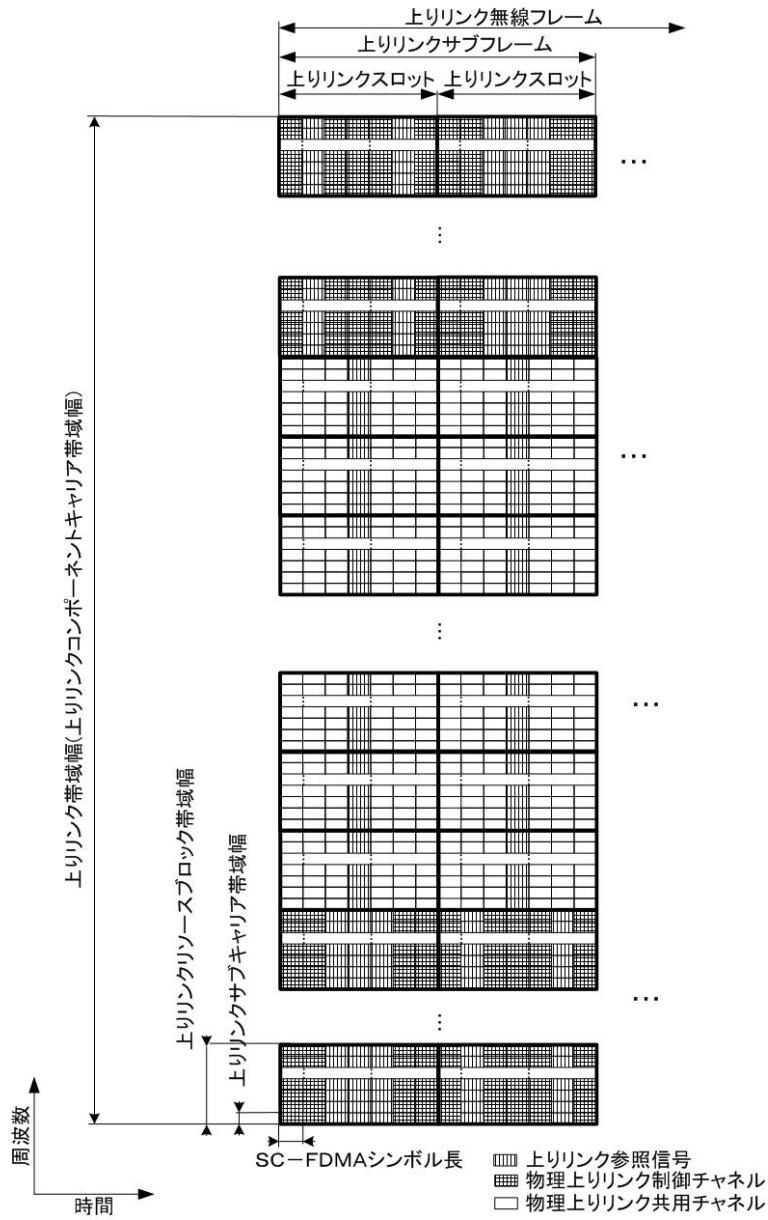 上りリンク無線フレーム
上りリンクサブフレーム
上りリンクスロット
上りリンクスロット
…
⋮
…
⋮
…
…
⋮
上りリンク帯域幅(上りリンクコンポーネントキャリア帯域幅)
上りリンクリソースブロック帯域幅
上りリンクサブキャリア帯域幅
周波数
時間
SC-FDMAシンボル長
上りリンク参照信号
物理上りリンク制御チャネル
物理上りリンク共用チャネル